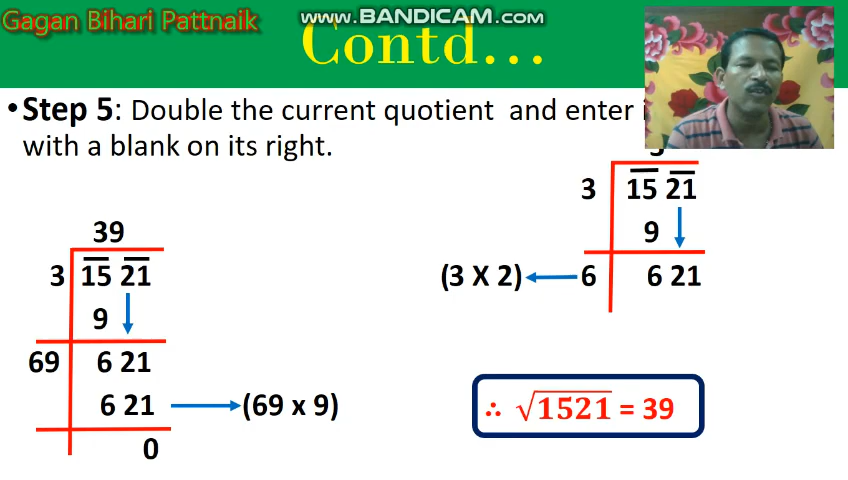 Gagan Bihari Pattnaik
www.BANDICAM.com
Contd...
• Step 5: Double the current quotient and enter
with a blank on its right.
3 15 21
9
(3 X 2) 6 6 21
39
3 15 21
9
69 6 21
6 21 (69 x 9)
0
∴ √1521 = 39